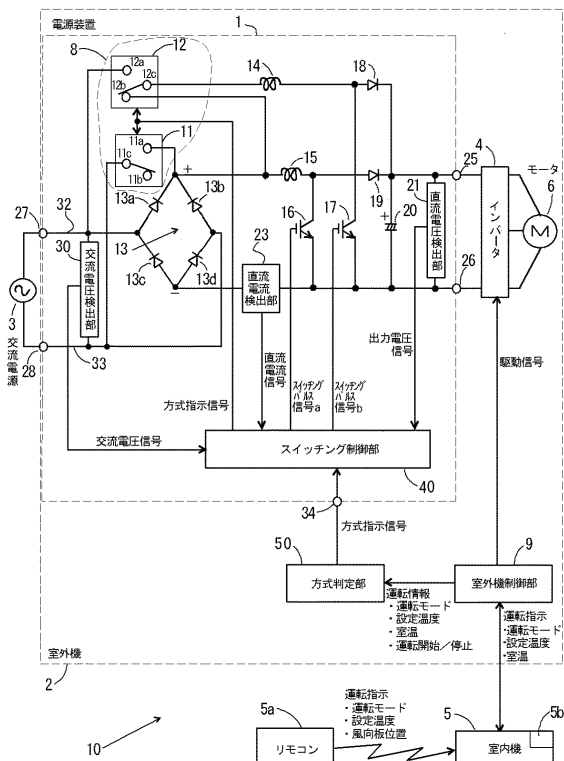 電源装置
1
8
12
12a
12c
12b
14
18
11
11a
11c
11b
15
4
25
モータ
6
13a
13b
19
20
21
直流電圧検出部
インバータ
M
27
32
30
交流電圧検出部
13
13c
13d
23
直流電流検出部
16
17
26
3
交流電源
28
33
直流電流信号
スイッチングパルス信号a
スイッチングパルス信号b
出力電圧信号
駆動信号
方式指示信号
交流電圧信号
スイッチング制御部
40
34
方式指示信号
50
方式判定部
9
室外機制御部
運転情報
・運転モード
・設定温度
・室温
・運転開始/停止
運転指示
・運転モード
・設定温度
・室温
室外機
2
運転指示
・運転モード
・設定温度
・風向板位置
5a
リモコン
5
5b
室内機
10
+
−
+